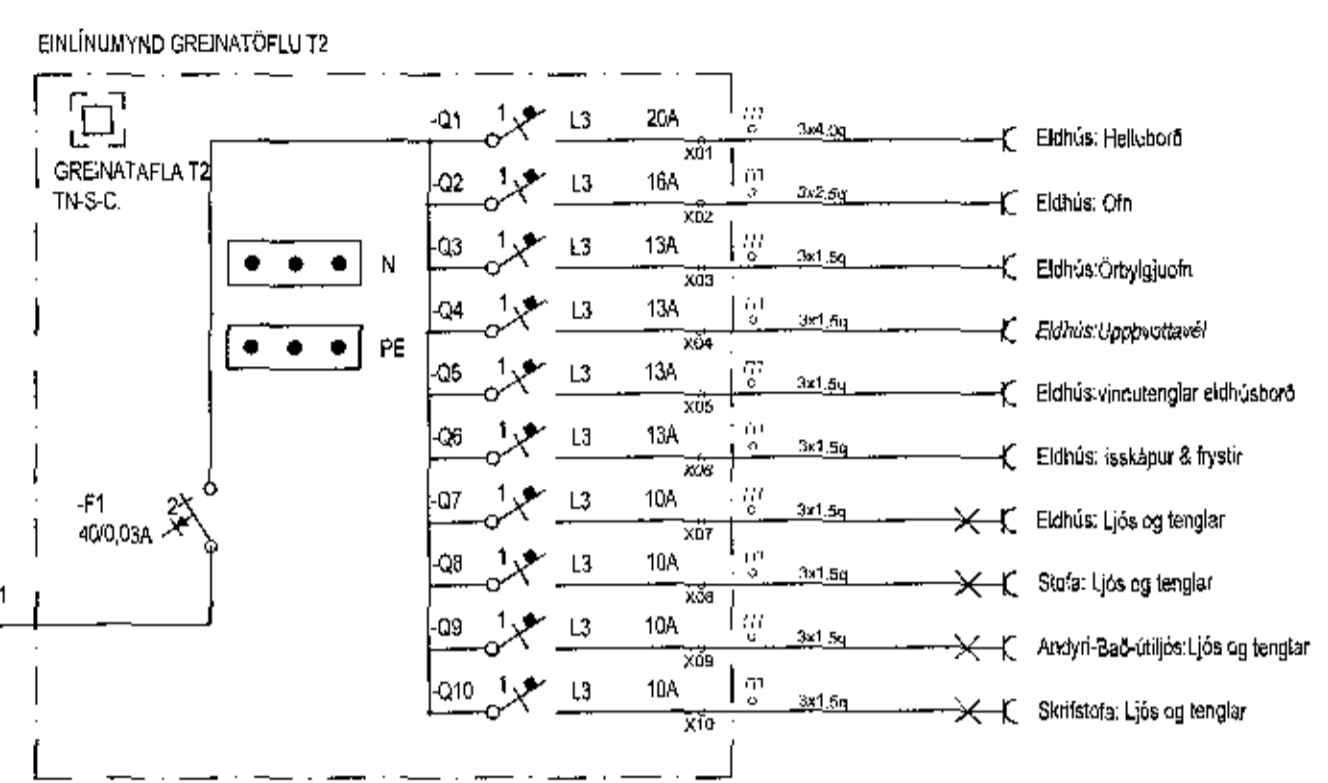 EINLÍNUMYND GREINATÖFLU T2
GREINATAFLA T2
TN-S-C.
N
PE
-F1
40/0,03A
2
1
-Q1 1 L3 20A X01 3x4.0q Eldhús: Helluborð
-Q2 1 L3 16A X02 3x2.5q Eldhús: Ofn
-Q3 1 L3 13A X03 3x1.5q Eldhús:Örbylgjuofn
-Q4 1 L3 13A X04 3x1.5q Eldhús:Uppþvottavél
-Q5 1 L3 13A X05 3x1.5q Eldhús:vinnutenglar eldhúsborð
-Q6 1 L3 13A X06 3x1.5q Eldhús: ísskápur & frystir
-Q7 1 L3 10A X07 3x1.5q Eldhús: Ljós og tenglar
-Q8 1 L3 10A X08 3x1.5q Stofa: Ljós og tenglar
-Q9 1 L3 10A X09 3x1.5q Andyri-Bað-útiljós:Ljós og tenglar
-Q10 1 L3 10A X10 3x1.5q Skrifstofa: Ljós og tenglar